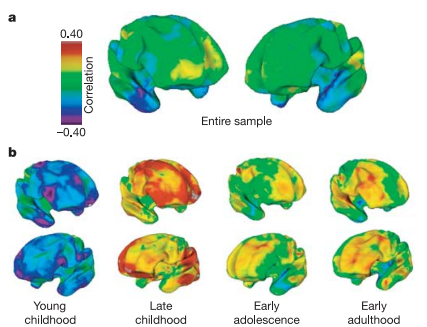 a
0.40
Correlation
−0.40
Entire sample
b
Young
childhood
Late
childhood
Early
adolescence
Early
adulthood